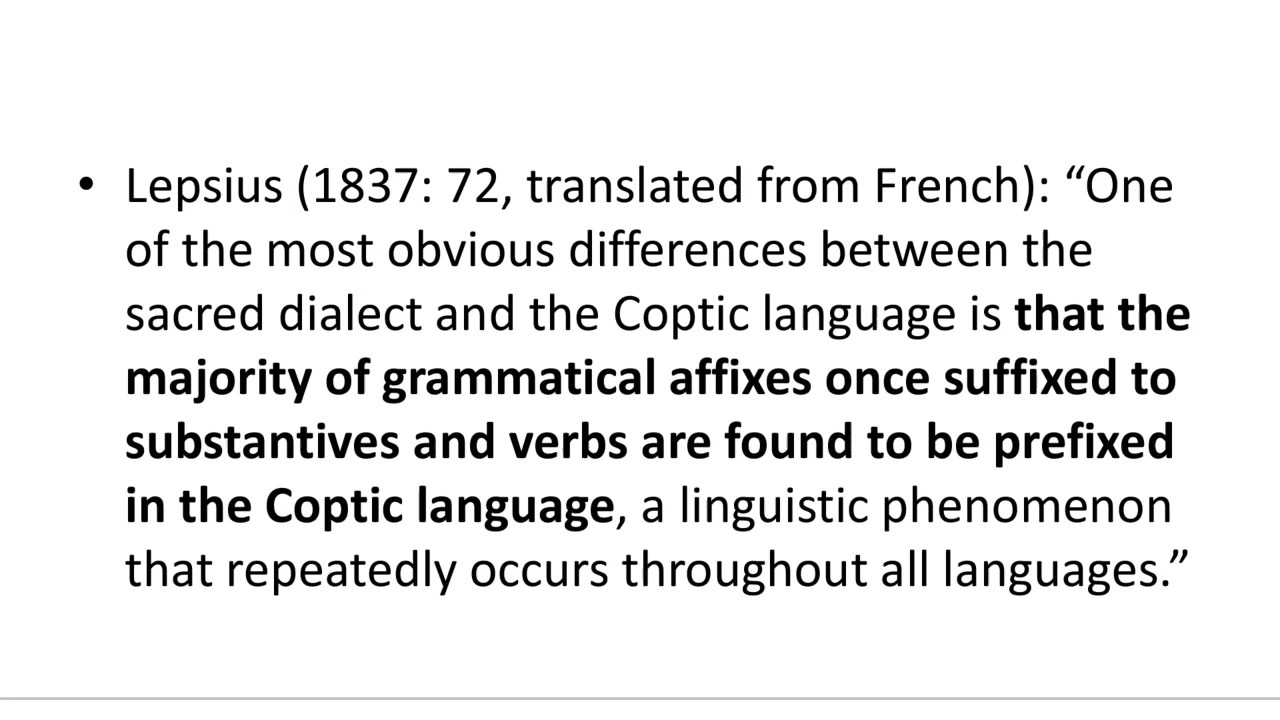 • Lepsius (1837: 72, translated from French): “One
of the most obvious differences between the
sacred dialect and the Coptic language is that the
majority of grammatical affixes once suffixed to
substantives and verbs are found to be prefixed
in the Coptic language, a linguistic phenomenon
that repeatedly occurs throughout all languages.”